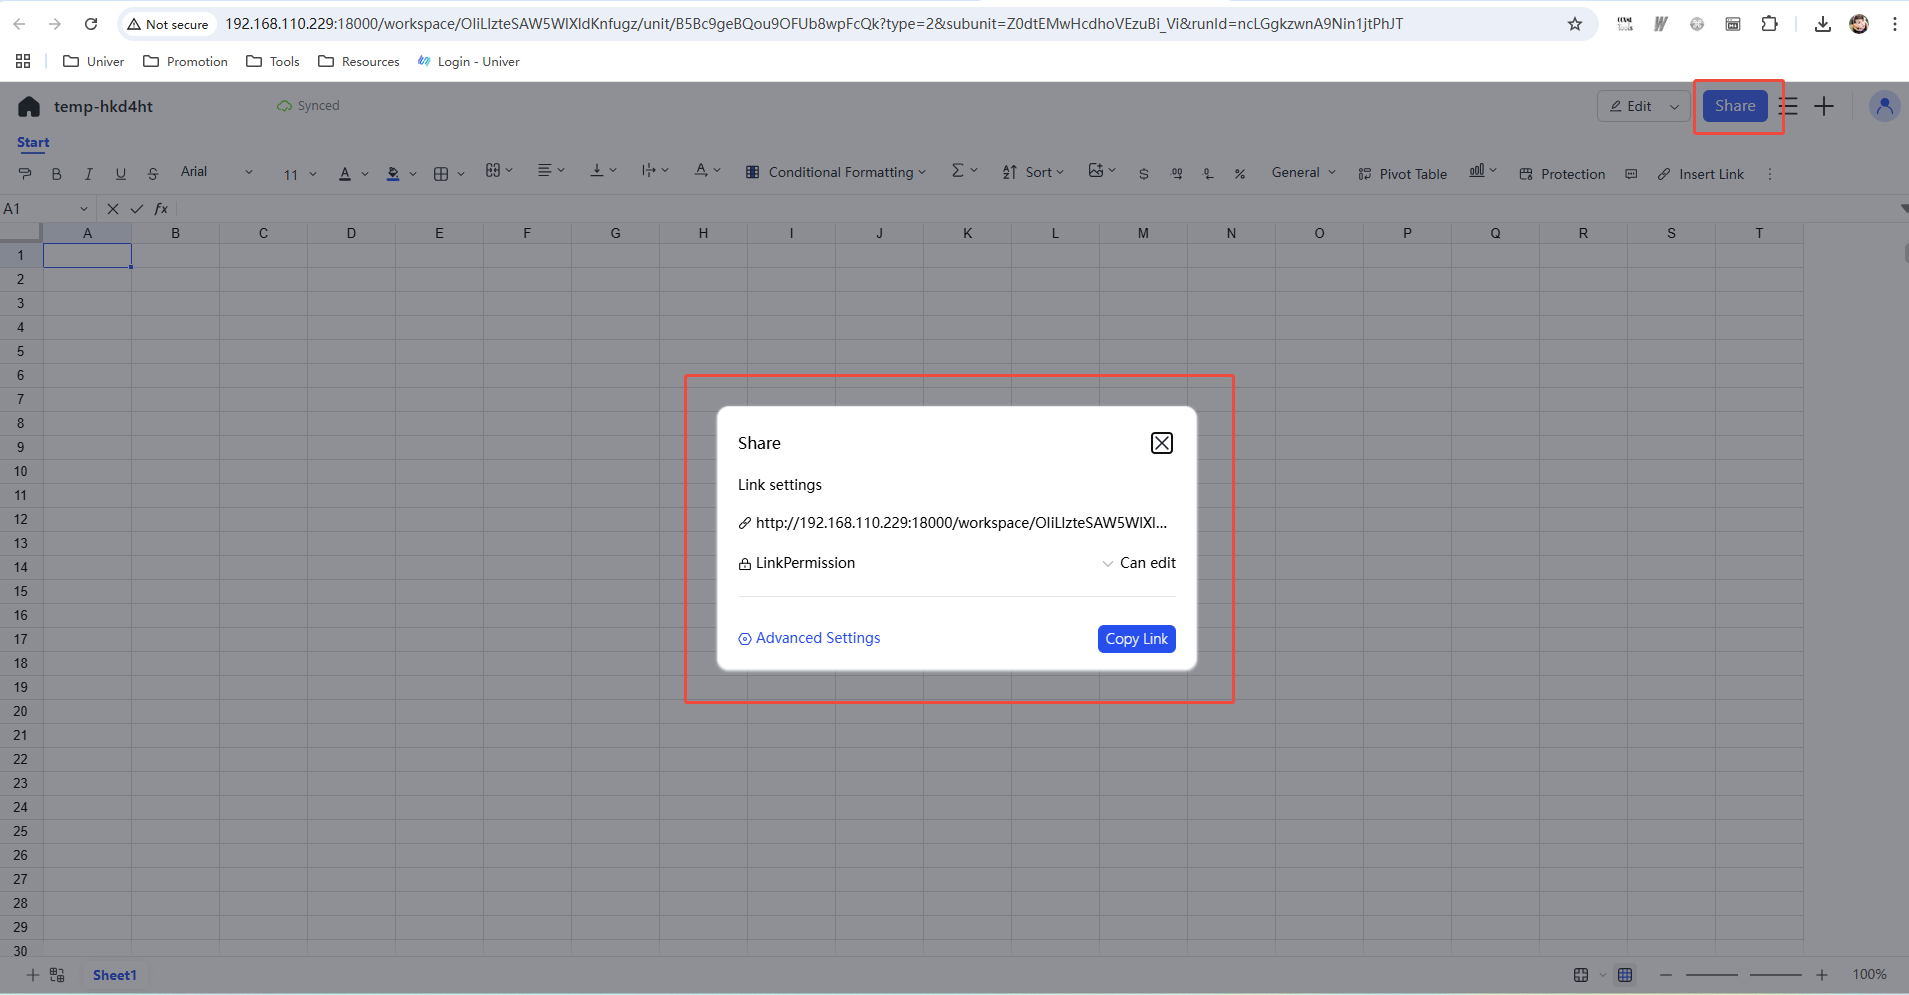 Not secure 192.168.110.229:18000/workspace/OIiLIzteSAW5WIXldKnfugz/unit/B5Bc9geBQou9OFUb8wpFcQk?type=2&subunit=Z0dtEMwHcdhoVEzuBi_Vi&runId=ncLGgkzwnA9Nin1jtPhJT
Univer Promotion Tools Resources Login - Univer
temp-hkd4ht Synced Edit Share
Start
B I U S Arial 11 A A Conditional Formatting Σ Sort $ % General Pivot Table Protection Insert Link
A1 fx
A B C D E F G H I J K L M N O P Q R S T
1
2
3
4
5
6
7
8
9
10
11
12
13
14
15
16
17
18
19
20
21
22
23
24
25
26
27
28
29
30
Share
Link settings
http://192.168.110.229:18000/workspace/OIiLIzteSAW5WIXl...
LinkPermission Can edit
Advanced Settings Copy Link
Sheet1 100%